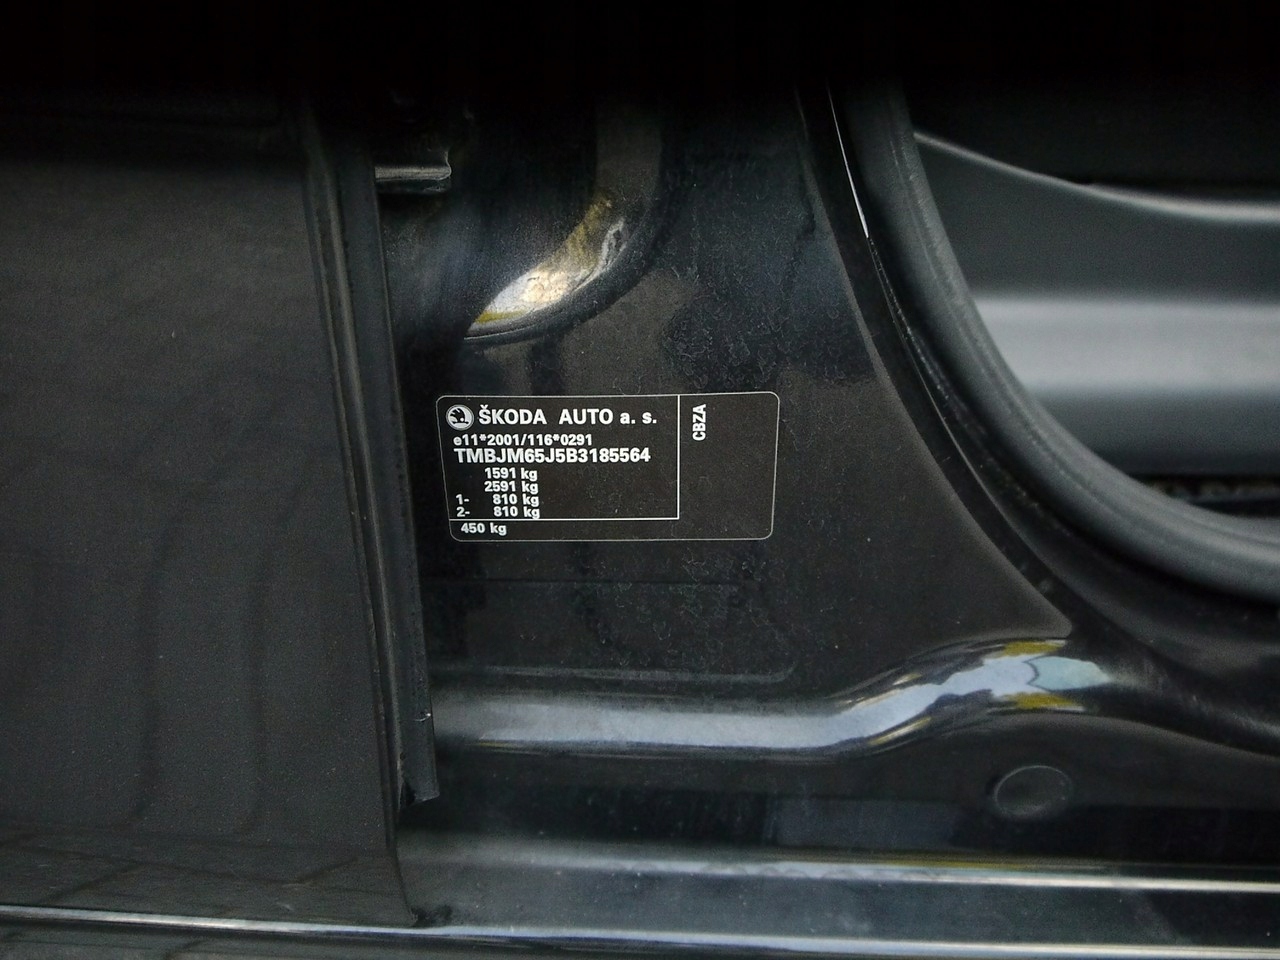 ŠKODA AUTO a. s.
e11*2001/116*0291
TMBJM65J5B3185564
1591 kg
2591 kg
1- 810 kg
2- 810 kg
450 kg
CBZA